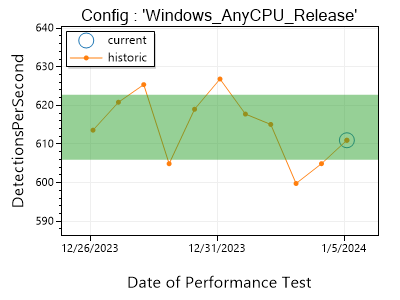 Config : 'Windows_AnyCPU_Release'
current
historic
640
630
620
610
600
590
DetectionsPerSecond
12/26/2023
12/31/2023
1/5/2024
Date of Performance Test